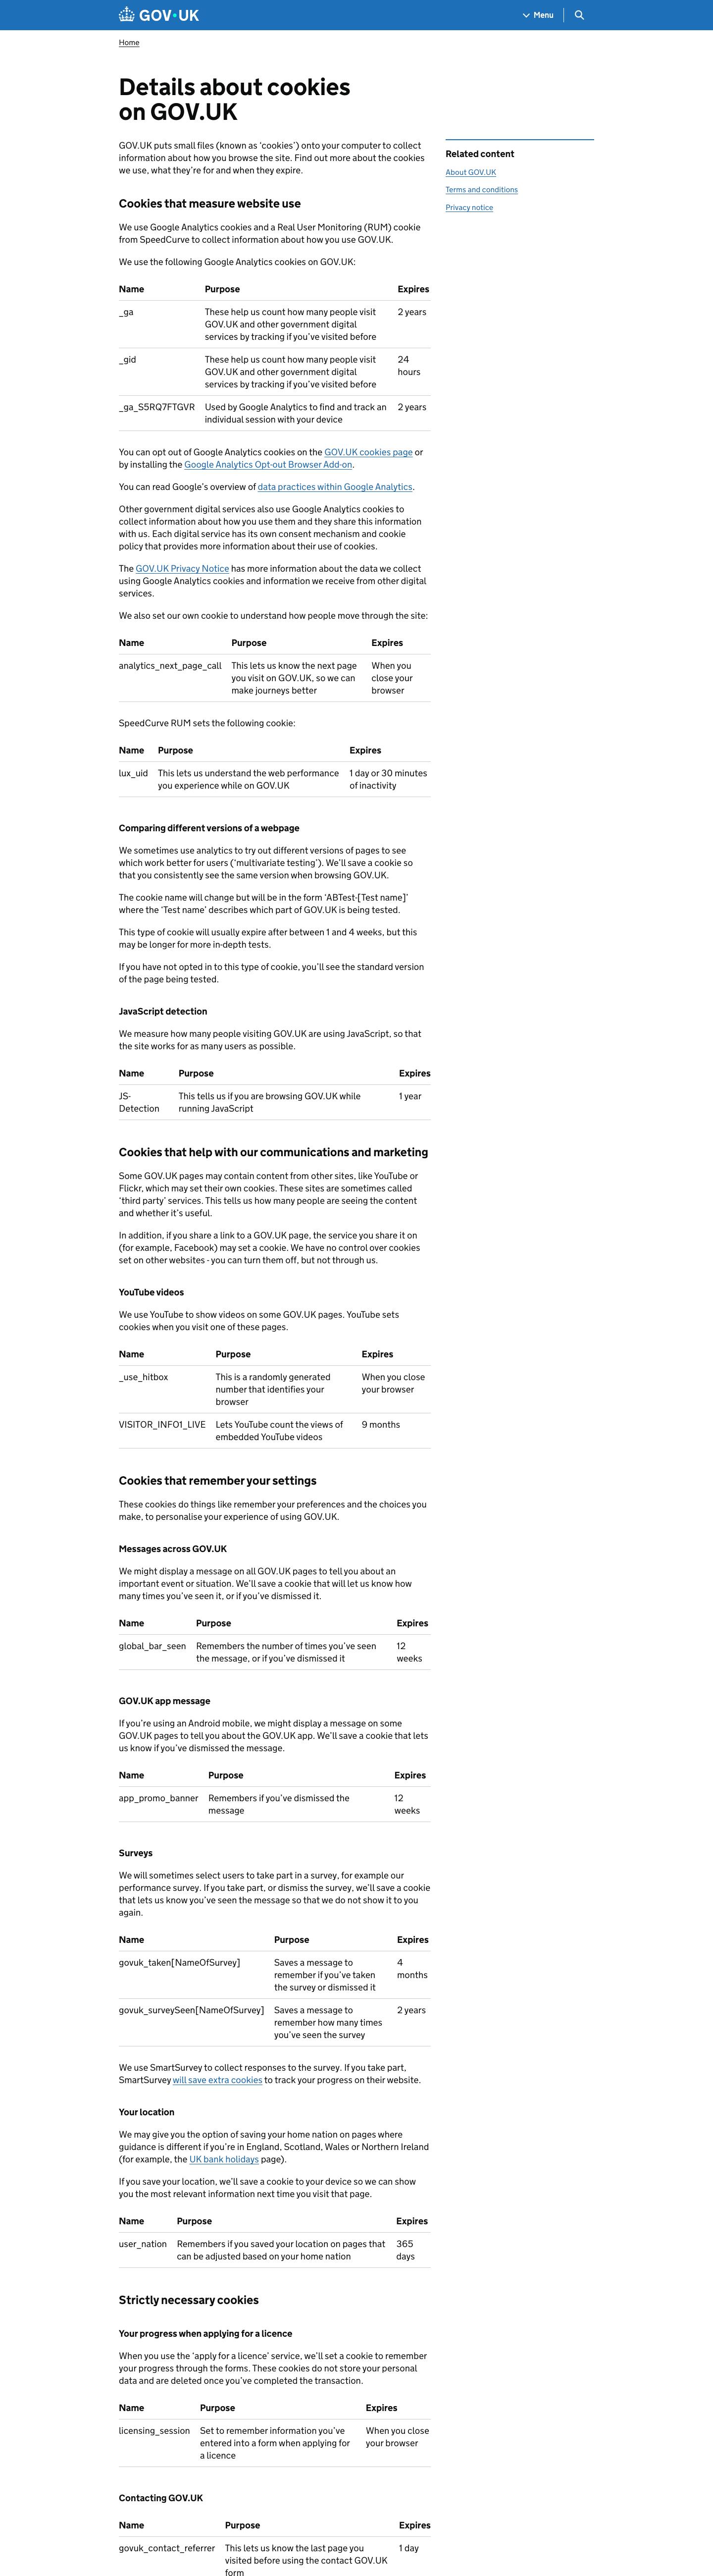 GOV.UK
Menu
Home
Details about cookies
on GOV.UK
GOV.UK puts small files (known as ‘cookies’) onto your computer to collect
information about how you browse the site. Find out more about the cookies
we use, what they’re for and when they expire.
Related content
About GOV.UK
Terms and conditions
Privacy notice
Cookies that measure website use
We use Google Analytics cookies and a Real User Monitoring (RUM) cookie
from SpeedCurve to collect information about how you use GOV.UK.
We use the following Google Analytics cookies on GOV.UK:
Name Purpose Expires
_ga These help us count how many people visit 2 years
GOV.UK and other government digital
services by tracking if you’ve visited before
_gid These help us count how many people visit 24
GOV.UK and other government digital hours
services by tracking if you’ve visited before
_ga_S5RQ7FTGVR Used by Google Analytics to find and track an 2 years
individual session with your device
You can opt out of Google Analytics cookies on the GOV.UK cookies page or
by installing the Google Analytics Opt-out Browser Add-on.
You can read Google’s overview of data practices within Google Analytics.
Other government digital services also use Google Analytics cookies to
collect information about how you use them and they share this information
with us. Each digital service has its own consent mechanism and cookie
policy that provides more information about their use of cookies.
The GOV.UK Privacy Notice has more information about the data we collect
using Google Analytics cookies and information we receive from other digital
services.
We also set our own cookie to understand how people move through the site:
Name Purpose Expires
analytics_next_page_call This lets us know the next page When you
you visit on GOV.UK, so we can close your
make journeys better browser
SpeedCurve RUM sets the following cookie:
Name Purpose Expires
lux_uid This lets us understand the web performance 1 day or 30 minutes
you experience while on GOV.UK of inactivity
Comparing different versions of a webpage
We sometimes use analytics to try out different versions of pages to see
which work better for users (‘multivariate testing’). We’ll save a cookie so
that you consistently see the same version when browsing GOV.UK.
The cookie name will change but will be in the form ‘ABTest-[Test name]’
where the ‘Test name’ describes which part of GOV.UK is being tested.
This type of cookie will usually expire after between 1 and 4 weeks, but this
may be longer for more in-depth tests.
If you have not opted in to this type of cookie, you’ll see the standard version
of the page being tested.
JavaScript detection
We measure how many people visiting GOV.UK are using JavaScript, so that
the site works for as many users as possible.
Name Purpose Expires
JS- This tells us if you are browsing GOV.UK while 1 year
Detection running JavaScript
Cookies that help with our communications and marketing
Some GOV.UK pages may contain content from other sites, like YouTube or
Flickr, which may set their own cookies. These sites are sometimes called
‘third party’ services. This tells us how many people are seeing the content
and whether it’s useful.
In addition, if you share a link to a GOV.UK page, the service you share it on
(for example, Facebook) may set a cookie. We have no control over cookies
set on other websites - you can turn them off, but not through us.
YouTube videos
We use YouTube to show videos on some GOV.UK pages. YouTube sets
cookies when you visit one of these pages.
Name Purpose Expires
_use_hitbox This is a randomly generated When you close
number that identifies your your browser
browser
VISITOR_INFO1_LIVE Lets YouTube count the views of 9 months
embedded YouTube videos
Cookies that remember your settings
These cookies do things like remember your preferences and the choices you
make, to personalise your experience of using GOV.UK.
Messages across GOV.UK
We might display a message on all GOV.UK pages to tell you about an
important event or situation. We’ll save a cookie that will let us know how
many times you’ve seen it, or if you’ve dismissed it.
Name Purpose Expires
global_bar_seen Remembers the number of times you’ve seen 12
the message, or if you’ve dismissed it weeks
GOV.UK app message
If you’re using an Android mobile, we might display a message on some
GOV.UK pages to tell you about the GOV.UK app. We’ll save a cookie that lets
us know if you’ve dismissed the message.
Name Purpose Expires
app_promo_banner Remembers if you’ve dismissed the 12
message weeks
Surveys
We will sometimes select users to take part in a survey, for example our
performance survey. If you take part, or dismiss the survey, we’ll save a cookie
that lets us know you’ve seen the message so that we do not show it to you
again.
Name Purpose Expires
govuk_taken[NameOfSurvey] Saves a message to 4
remember if you’ve taken months
the survey or dismissed it
govuk_surveySeen[NameOfSurvey] Saves a message to 2 years
remember how many times
you’ve seen the survey
We use SmartSurvey to collect responses to the survey. If you take part,
SmartSurvey will save extra cookies to track your progress on their website.
Your location
We may give you the option of saving your home nation on pages where
guidance is different if you’re in England, Scotland, Wales or Northern Ireland
(for example, the UK bank holidays page).
If you save your location, we’ll save a cookie to your device so we can show
you the most relevant information next time you visit that page.
Name Purpose Expires
user_nation Remembers if you saved your location on pages that 365
can be adjusted based on your home nation days
Strictly necessary cookies
Your progress when applying for a licence
When you use the ‘apply for a licence’ service, we’ll set a cookie to remember
your progress through the forms. These cookies do not store your personal
data and are deleted once you’ve completed the transaction.
Name Purpose Expires
licensing_session Set to remember information you’ve When you close
entered into a form when applying for your browser
a licence
Contacting GOV.UK
Name Purpose Expires
govuk_contact_referrer This lets us know the last page you 1 day
visited before using the contact GOV.UK
form